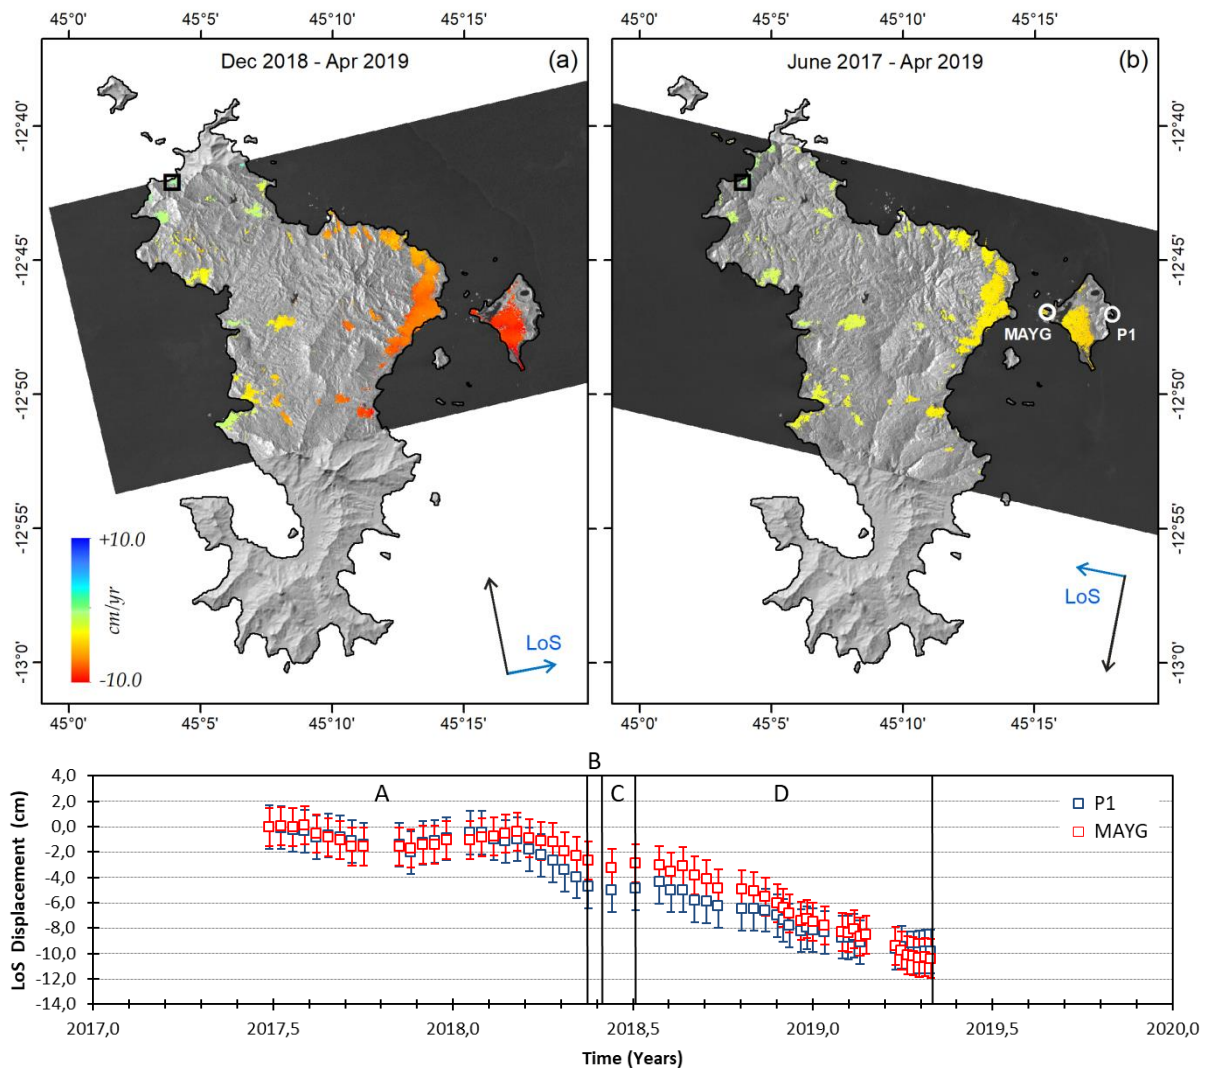 45°0' 45°5' 45°10' 45°15' 45°0' 45°5' 45°10' 45°15'
Dec 2018 - Apr 2019 (a) June 2017 - Apr 2019 (b)
-12°40' -12°40'
-12°45' -12°45'
MAYG P1
-12°50' -12°50'
-12°55' -12°55'
+10.0
cm/yr
-10.0
LoS LoS
-13°0' -13°0'
45°0' 45°5' 45°10' 45°15' 45°0' 45°5' 45°10' 45°15'
B
A C D
P1
MAYG
LoS Displacement (cm)
4,0
2,0
0,0
-2,0
-4,0
-6,0
-8,0
-10,0
-12,0
-14,0
2017,0 2017,5 2018,0 2018,5 2019,0 2019,5 2020,0
Time (Years)